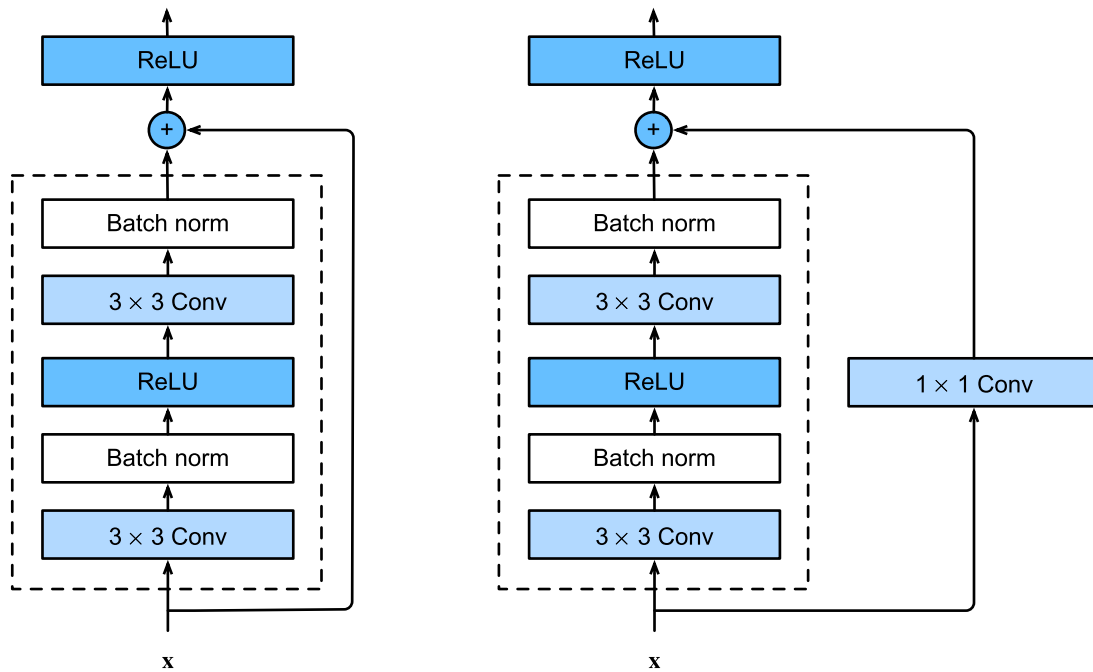 ReLU
+
Batch norm
3 × 3 Conv
ReLU
Batch norm
3 × 3 Conv
x
ReLU
+
Batch norm
3 × 3 Conv
ReLU
1 × 1 Conv
Batch norm
3 × 3 Conv
x